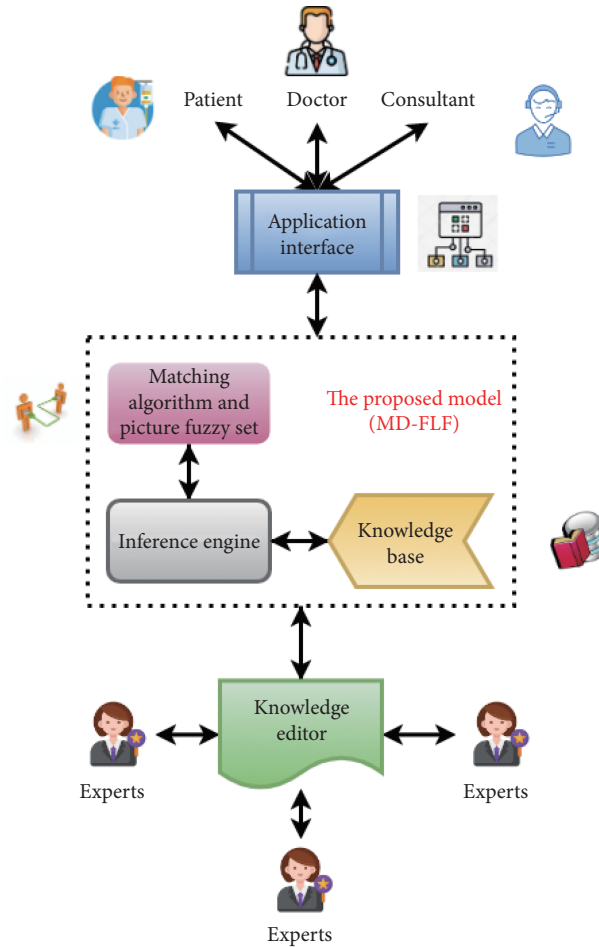 Patient
Doctor
Consultant
Application
interface
Matching
algorithm and
picture fuzzy set
The proposed model
(MD-FLF)
Inference engine
Knowledge
base
Knowledge
editor
Experts
Experts
Experts